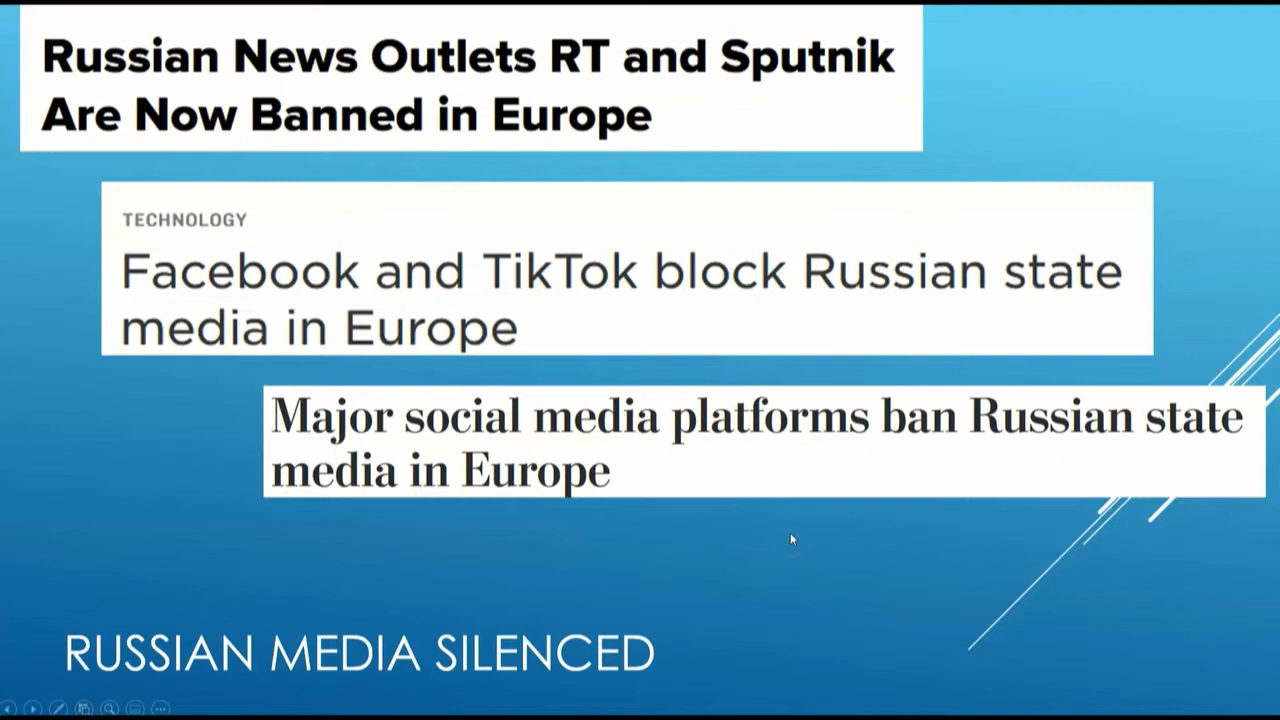 Russian News Outlets RT and Sputnik
Are Now Banned in Europe
TECHNOLOGY
Facebook and TikTok block Russian state
media in Europe
Major social media platforms ban Russian state
media in Europe
RUSSIAN MEDIA SILENCED